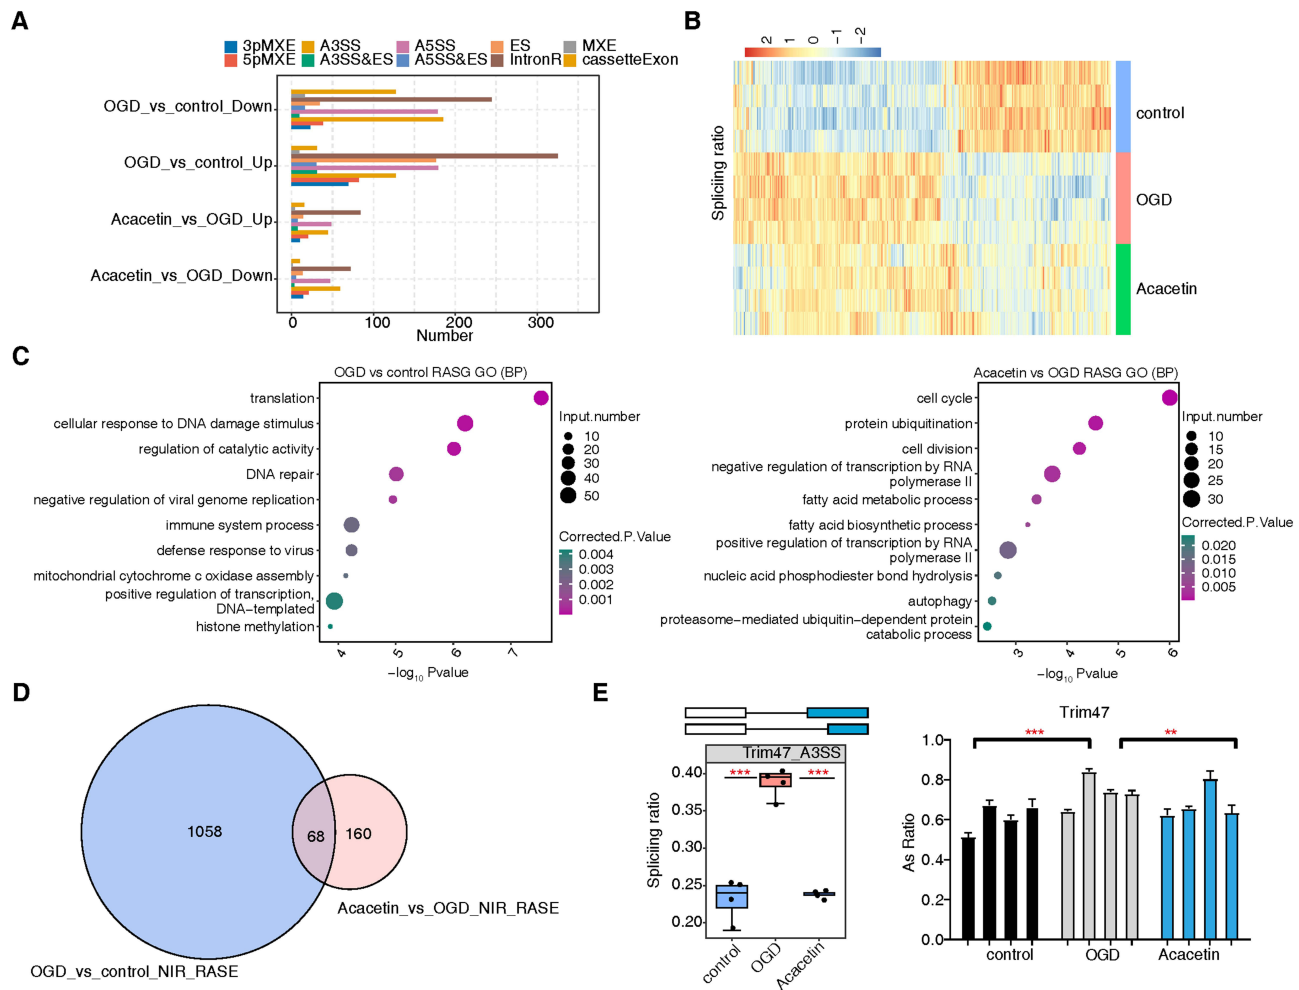 A
3pMXE A3SS A5SS ES MXE
5pMXE A3SS&ES A5SS&ES IntronR cassetteExon
OGD_vs_control_Down
OGD_vs_control_Up
Acacetin_vs_OGD_Up
Acacetin_vs_OGD_Down
0 100 200 300
Number
B
2 1 0 -1 -2
Spliciing ratio
control
OGD
Acacetin
C
OGD vs control RASG GO (BP)
translation
cellular response to DNA damage stimulus
regulation of catalytic activity
DNA repair
negative regulation of viral genome replication
immune system process
defense response to virus
mitochondrial cytochrome c oxidase assembly
positive regulation of transcription,
DNA-templated
histone methylation
4 5 6 7
−log10 Pvalue
Input.number
10
20
30
40
50
Corrected.P.Value
0.004
0.003
0.002
0.001
Acacetin vs OGD RASG GO (BP)
cell cycle
protein ubiquitination
cell division
negative regulation of transcription by RNA
polymerase II
fatty acid metabolic process
fatty acid biosynthetic process
positive regulation of transcription by RNA
polymerase II
nucleic acid phosphodiester bond hydrolysis
autophagy
proteasome-mediated ubiquitin-dependent protein
catabolic process
3 4 5 6
−log10 Pvalue
Input.number
10
15
20
25
30
Corrected.P.Value
0.020
0.015
0.010
0.005
D
1058
68
160
Acacetin_vs_OGD_NIR_RASE
OGD_vs_control_NIR_RASE
E
Trim47_A3SS
*** ***
Spliciing ratio
0.40
0.35
0.30
0.25
0.20
control
OGD
Acacetin
Trim47
*** **
As Ratio
1.0
0.8
0.6
0.4
0.2
0.0
control OGD Acacetin